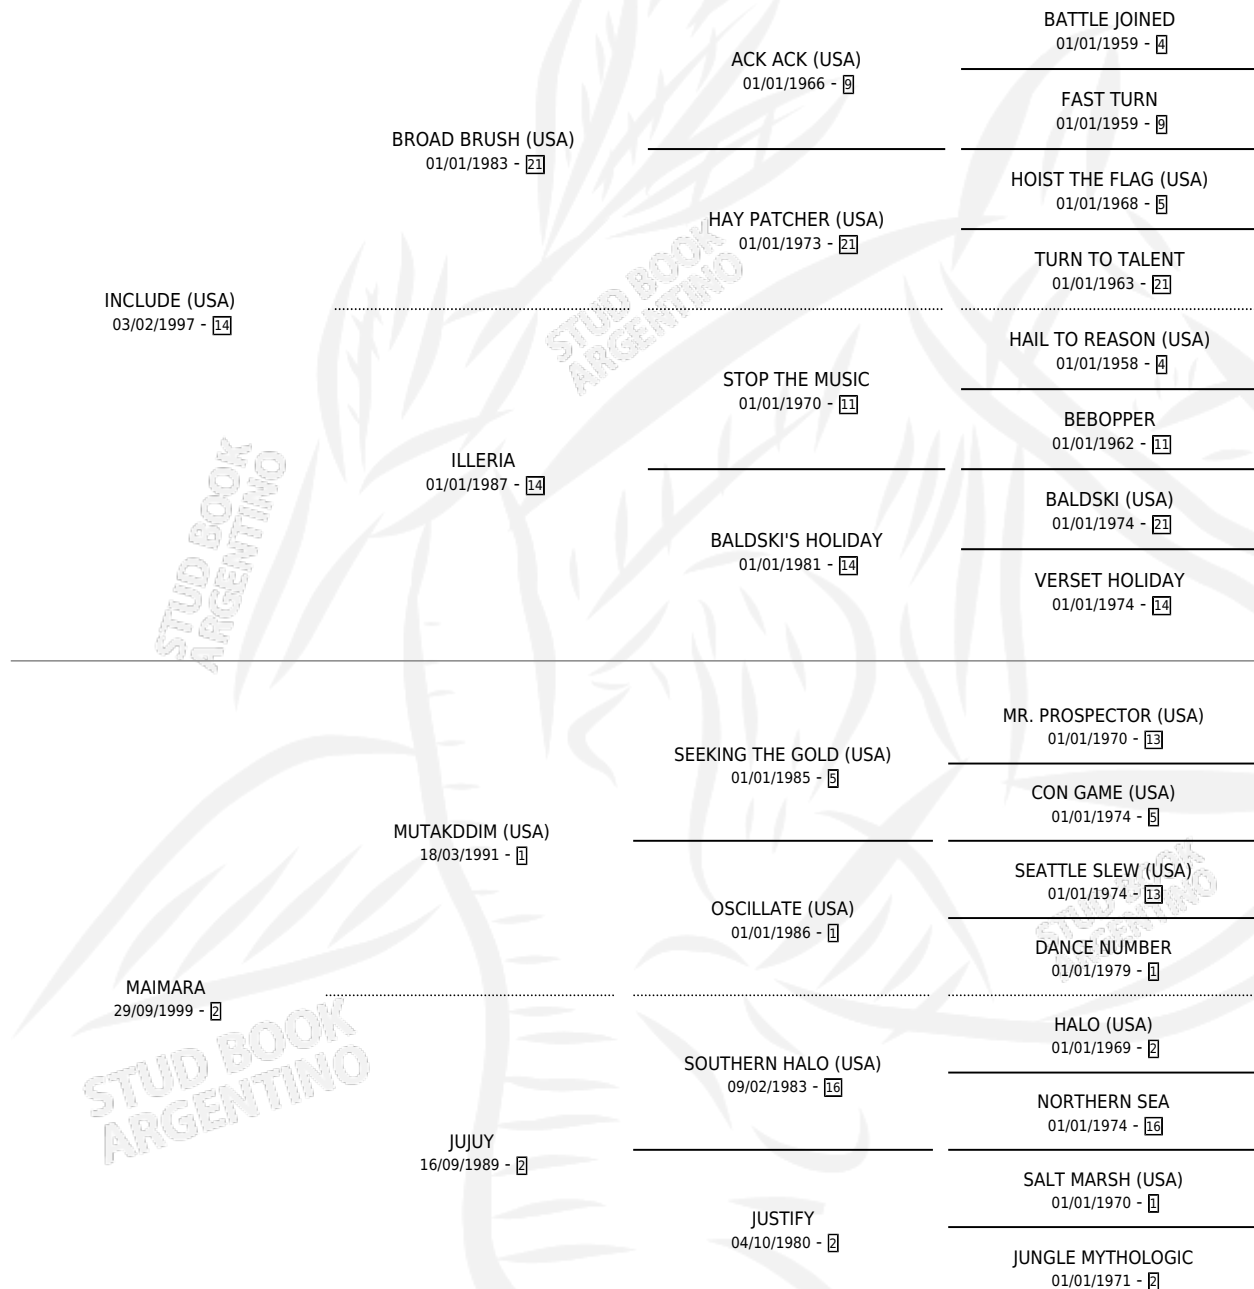 BATTLE JOINED
01/01/1959 - 4
ACK ACK (USA)
01/01/1966 - 9
FAST TURN
01/01/1959 - 9
BROAD BRUSH (USA)
01/01/1983 - 21
HOIST THE FLAG (USA)
01/01/1968 - 5
HAY PATCHER (USA)
01/01/1973 - 21
TURN TO TALENT
01/01/1963 - 21
INCLUDE (USA)
03/02/1997 - 14
HAIL TO REASON (USA)
01/01/1958 - 4
STOP THE MUSIC
01/01/1970 - 11
BEBOPPER
01/01/1962 - 11
ILLERIA
01/01/1987 - 14
BALDSKI (USA)
01/01/1974 - 21
BALDSKI'S HOLIDAY
01/01/1981 - 14
VERSET HOLIDAY
01/01/1974 - 14
MR. PROSPECTOR (USA)
01/01/1970 - 13
SEEKING THE GOLD (USA)
01/01/1985 - 5
CON GAME (USA)
01/01/1974 - 5
MUTAKDDIM (USA)
18/03/1991 - 1
SEATTLE SLEW (USA)
01/01/1974 - 13
OSCILLATE (USA)
01/01/1986 - 1
DANCE NUMBER
01/01/1979 - 1
MAIMARA
29/09/1999 - 2
HALO (USA)
01/01/1969 - 2
SOUTHERN HALO (USA)
09/02/1983 - 16
NORTHERN SEA
01/01/1974 - 16
JUJUY
16/09/1989 - 2
SALT MARSH (USA)
01/01/1970 - 1
JUSTIFY
04/10/1980 - 2
JUNGLE MYTHOLOGIC
01/01/1971 - 2
STUD BOOK
ARGENTINO
STUD BOOK
ARGENTINO
STUD BOOK
ARGENTINO
STUD BOOK
ARGENTINO